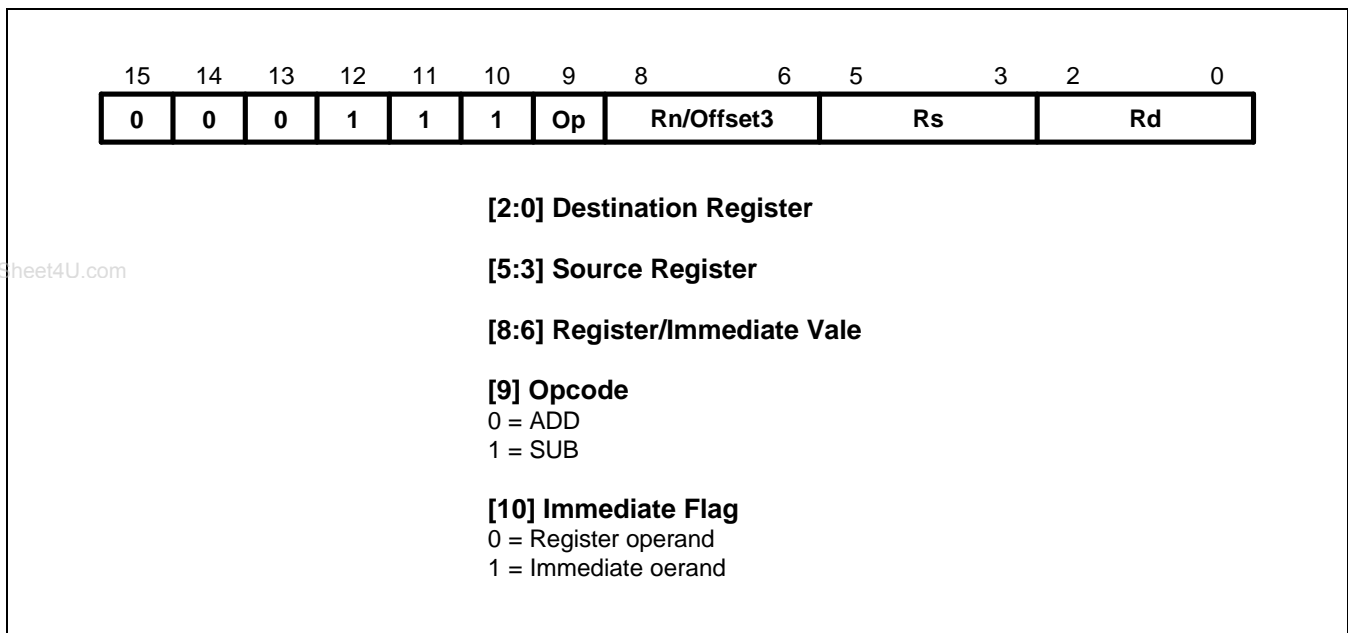 15 14 13 12 11 10 9 8 6 5 3 2 0
0 0 0 1 1 1 Op Rn/Offset3 Rs Rd
[2:0] Destination Register
[5:3] Source Register
Sheet4U.com
[8:6] Register/Immediate Vale
[9] Opcode
0 = ADD
1 = SUB
[10] Immediate Flag
0 = Register operand
1 = Immediate oerand